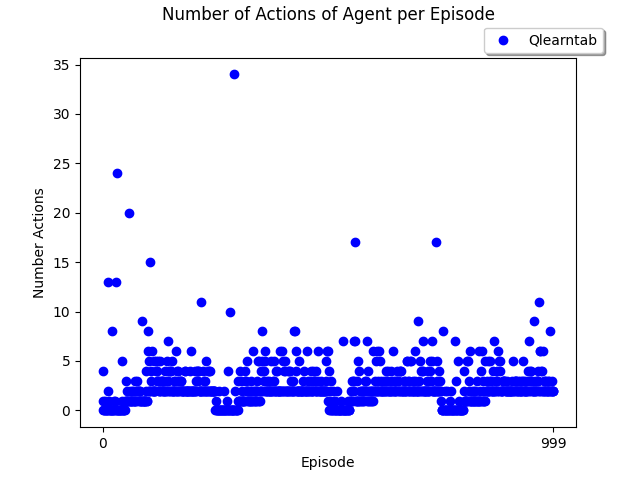 Number of Actions of Agent per Episode
Qlearntab
35
30
25
20
15
10
5
0
Number Actions
0 999
Episode